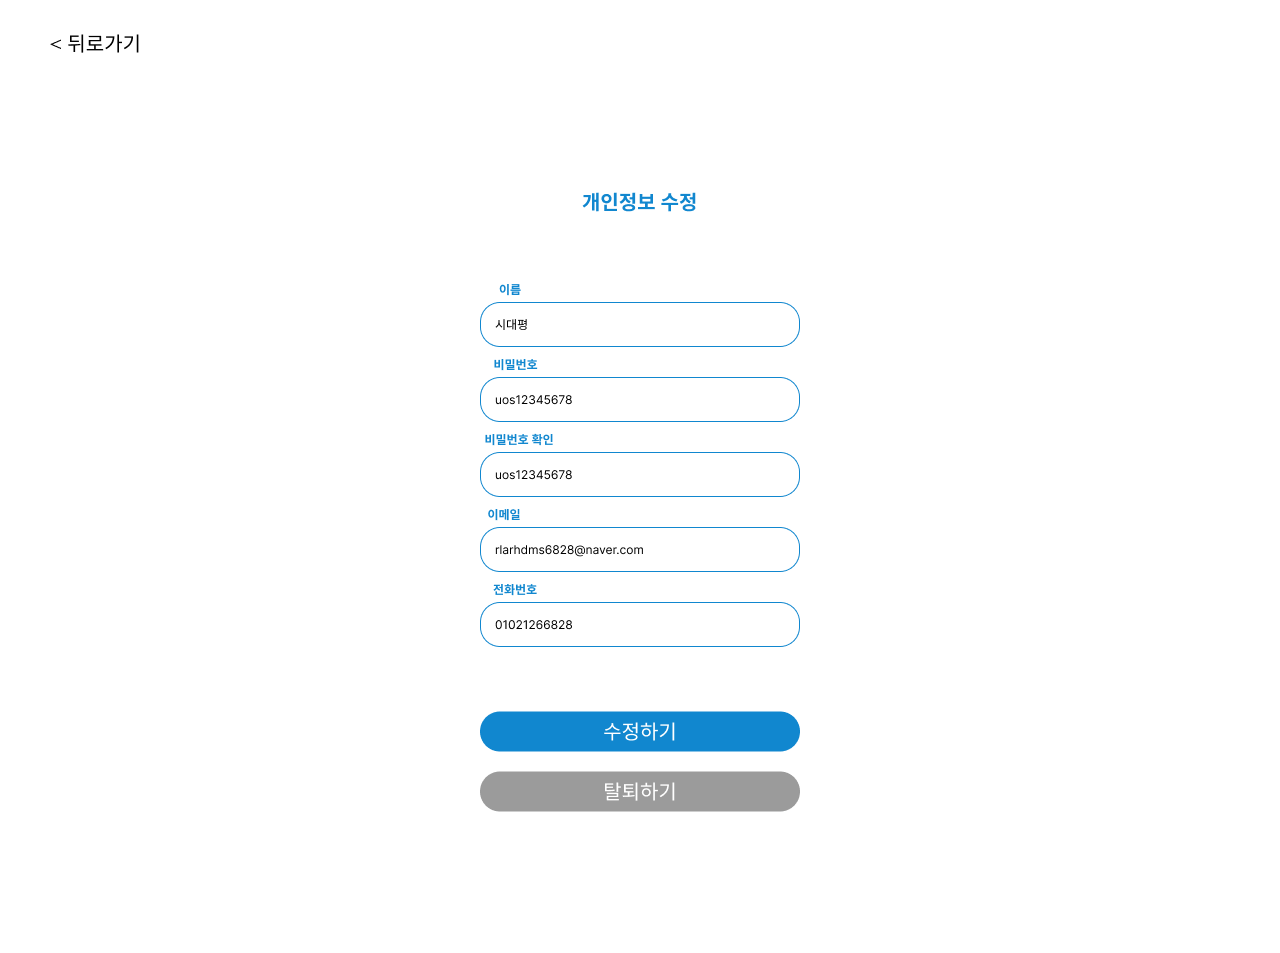 < 뒤로가기
개인정보 수정
이름
시대평
비밀번호
uos12345678
비밀번호 확인
uos12345678
이메일
rlarhdms6828@naver.com
전화번호
01021266828
수정하기
탈퇴하기